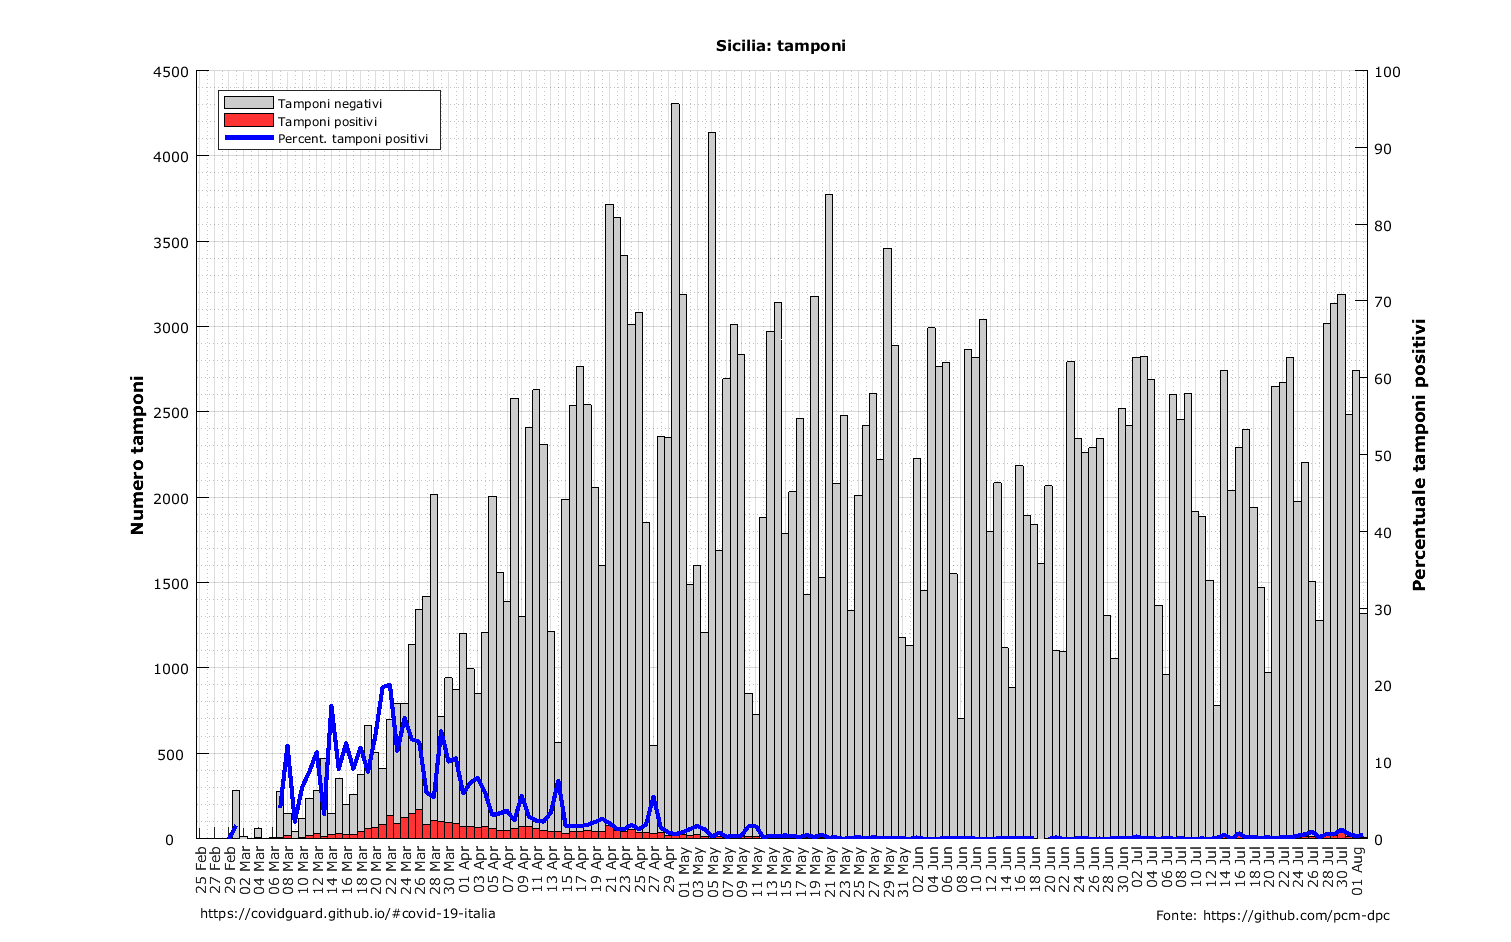 Sicilia: tamponi
Tamponi negativi
Tamponi positivi
Percent. tamponi positivi
Numero tamponi
4500
4000
3500
3000
2500
2000
1500
1000
500
0
Percentuale tamponi positivi
100
90
80
70
60
50
40
30
20
10
0
25 Feb
27 Feb
29 Feb
02 Mar
04 Mar
06 Mar
08 Mar
10 Mar
12 Mar
14 Mar
16 Mar
18 Mar
20 Mar
22 Mar
24 Mar
26 Mar
28 Mar
30 Mar
01 Apr
03 Apr
05 Apr
07 Apr
09 Apr
11 Apr
13 Apr
15 Apr
17 Apr
19 Apr
21 Apr
23 Apr
25 Apr
27 Apr
29 Apr
01 May
03 May
05 May
07 May
09 May
11 May
13 May
15 May
17 May
19 May
21 May
23 May
25 May
27 May
29 May
31 May
02 Jun
04 Jun
06 Jun
08 Jun
10 Jun
12 Jun
14 Jun
16 Jun
18 Jun
20 Jun
22 Jun
24 Jun
26 Jun
28 Jun
30 Jun
02 Jul
04 Jul
06 Jul
08 Jul
10 Jul
12 Jul
14 Jul
16 Jul
18 Jul
20 Jul
22 Jul
24 Jul
26 Jul
28 Jul
30 Jul
01 Aug
https://covidguard.github.io/#covid-19-italia
Fonte: https://github.com/pcm-dpc